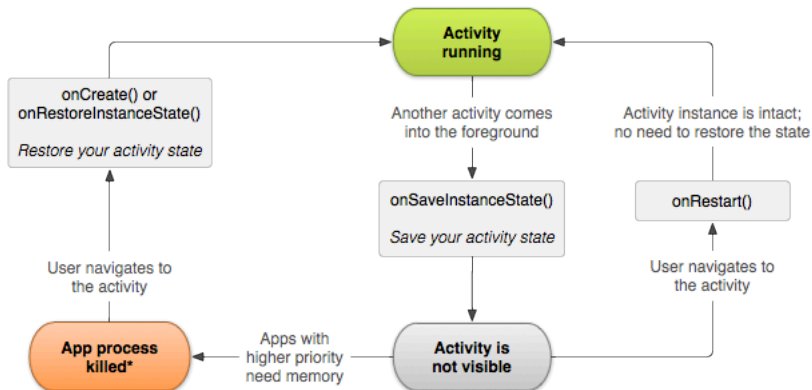 Activity
running
onCreate() or
onRestoreInstanceState()
Restore your activity state
Another activity comes
into the foreground
Activity instance is intact;
no need to restore the state
onSaveInstanceState()
Save your activity state
onRestart()
User navigates to
the activity
User navigates to
the activity
App process
killed*
Apps with
higher priority
need memory
Activity is
not visible